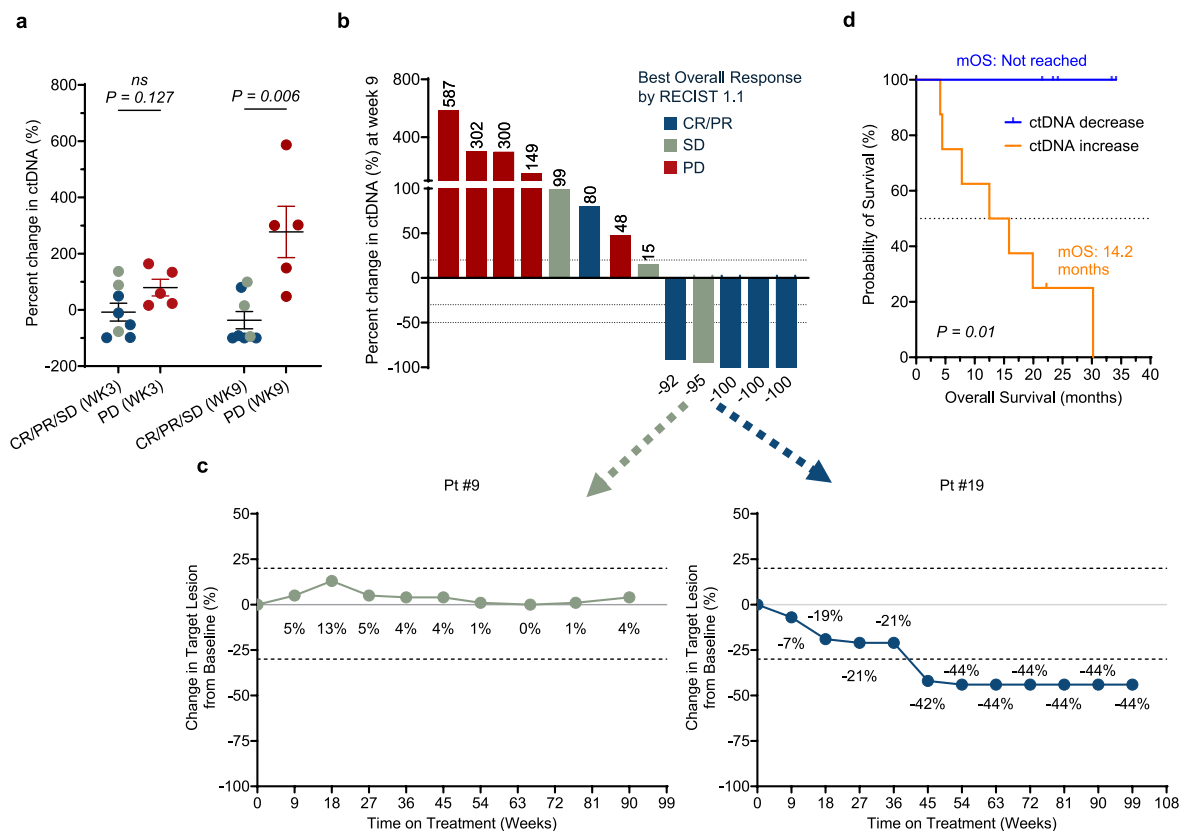 a
ns
P = 0.127
P = 0.006
Percent change in ctDNA (%)
800
600
400
200
0
-200
CR/PR/SD (WK3)
PD (WK3)
CR/PR/SD (WK9)
PD (WK9)
b
Percent change in ctDNA (%) at week 9
800
400
100
50
0
-50
-100
587
302
300
149
99
80
48
15
-92
-95
-100
-100
-100
Best Overall Response
by RECIST 1.1
CR/PR
SD
PD
d
mOS: Not reached
Probability of Survival (%)
100
80
60
40
20
0
ctDNA decrease
ctDNA increase
mOS: 14.2
months
P = 0.01
0 5 10 15 20 25 30 35 40
Overall Survival (months)
c
Pt #9
Change in Target Lesion
from Baseline (%)
50
25
0
-25
-50
-75
-100
5% 13% 5% 4% 4% 1% 0% 1% 4%
0 9 18 27 36 45 54 63 72 81 90 99
Time on Treatment (Weeks)
Pt #19
Change in Target Lesion
from Baseline (%)
50
25
0
-25
-50
-75
-100
-19% -21%
-7%
-21% -44% -44% -44%
-42% -44% -44% -44%
0 9 18 27 36 45 54 63 72 81 90 99 108
Time on Treatment (Weeks)